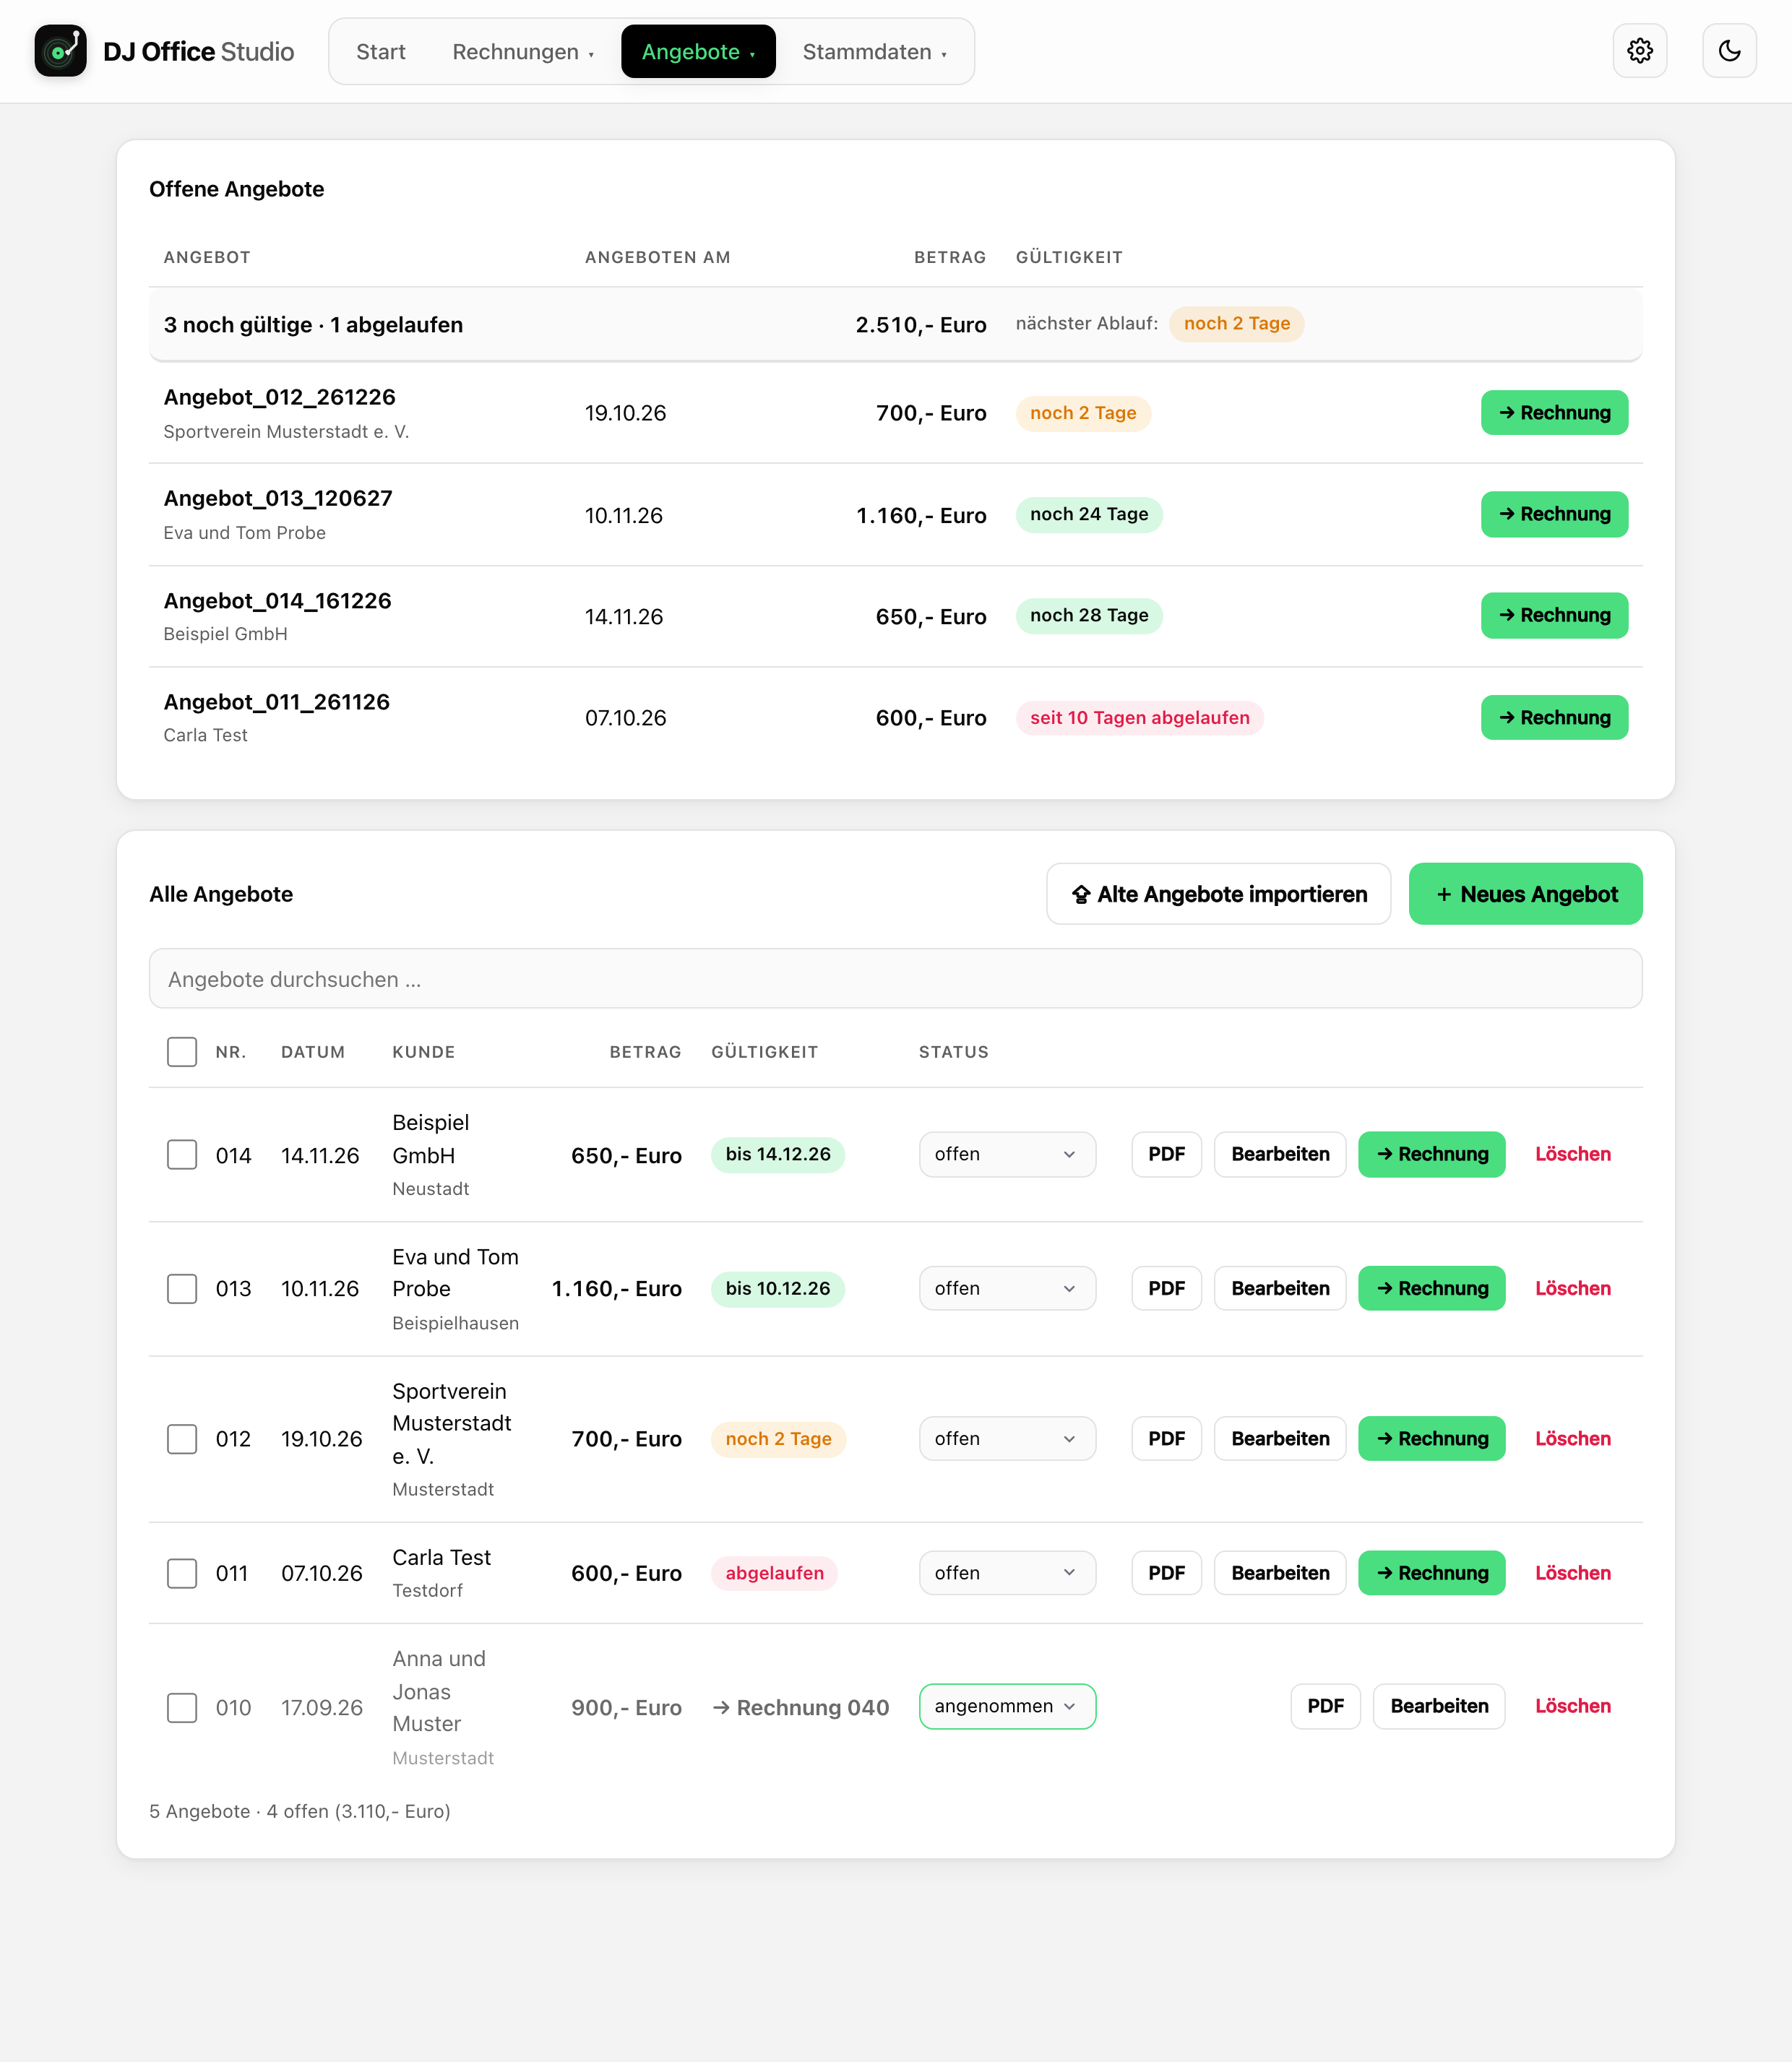 DJ Office Studio
Start
Rechnungen
Angebote
Stammdaten
Offene Angebote
ANGEBOT ANGEBOTEN AM BETRAG GÜLTIGKEIT
3 noch gültige · 1 abgelaufen 2.510,- Euro nächster Ablauf: noch 2 Tage
Angebot_012_261226
Sportverein Musterstadt e. V.
19.10.26 700,- Euro noch 2 Tage → Rechnung
Angebot_013_120627
Eva und Tom Probe
10.11.26 1.160,- Euro noch 24 Tage → Rechnung
Angebot_014_161226
Beispiel GmbH
14.11.26 650,- Euro noch 28 Tage → Rechnung
Angebot_011_261126
Carla Test
07.10.26 600,- Euro seit 10 Tagen abgelaufen → Rechnung
Alle Angebote
Alte Angebote importieren
+ Neues Angebot
Angebote durchsuchen ...
NR. DATUM KUNDE BETRAG GÜLTIGKEIT STATUS
014 14.11.26
Beispiel
GmbH
Neustadt
650,- Euro bis 14.12.26 offen PDF Bearbeiten → Rechnung Löschen
013 10.11.26
Eva und Tom
Probe
Beispielhausen
1.160,- Euro bis 10.12.26 offen PDF Bearbeiten → Rechnung Löschen
012 19.10.26
Sportverein
Musterstadt
e. V.
Musterstadt
700,- Euro noch 2 Tage offen PDF Bearbeiten → Rechnung Löschen
011 07.10.26
Carla Test
Testdorf
600,- Euro abgelaufen offen PDF Bearbeiten → Rechnung Löschen
010 17.09.26
Anna und
Jonas
Muster
Musterstadt
900,- Euro → Rechnung 040 angenommen PDF Bearbeiten Löschen
5 Angebote · 4 offen (3.110,- Euro)